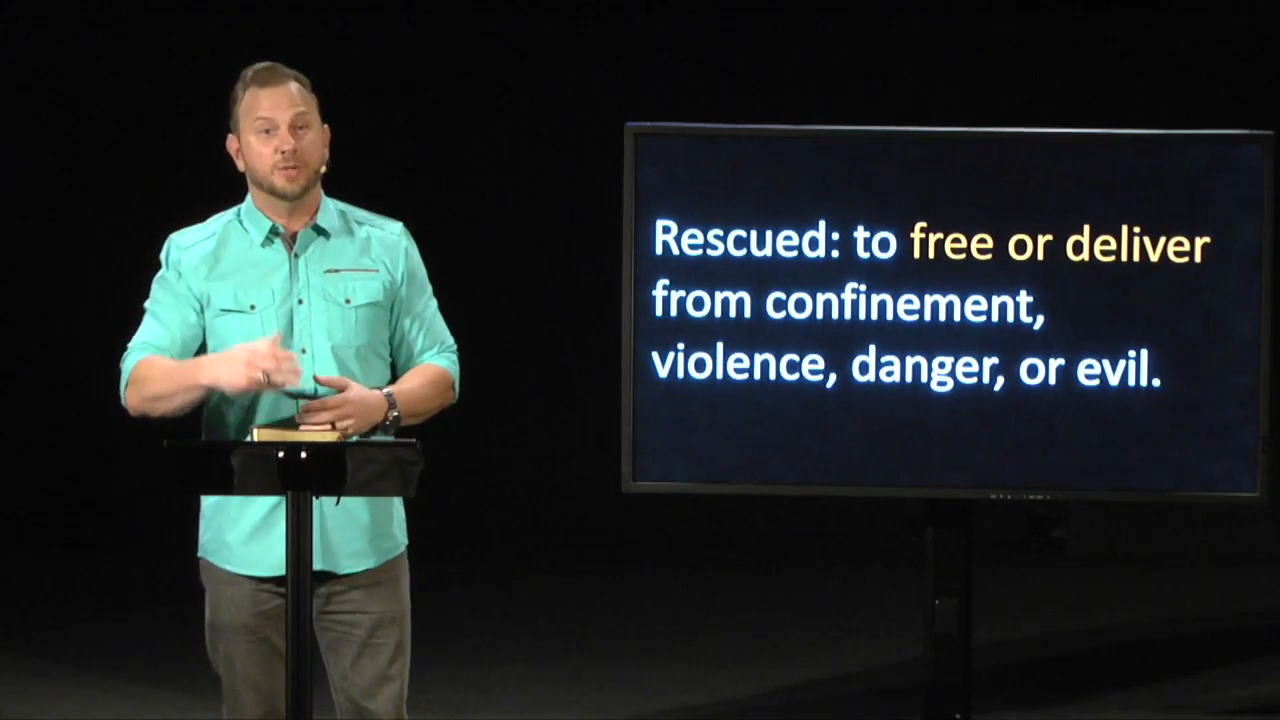 Rescued: to free or deliver
from confinement,
violence, danger, or evil.